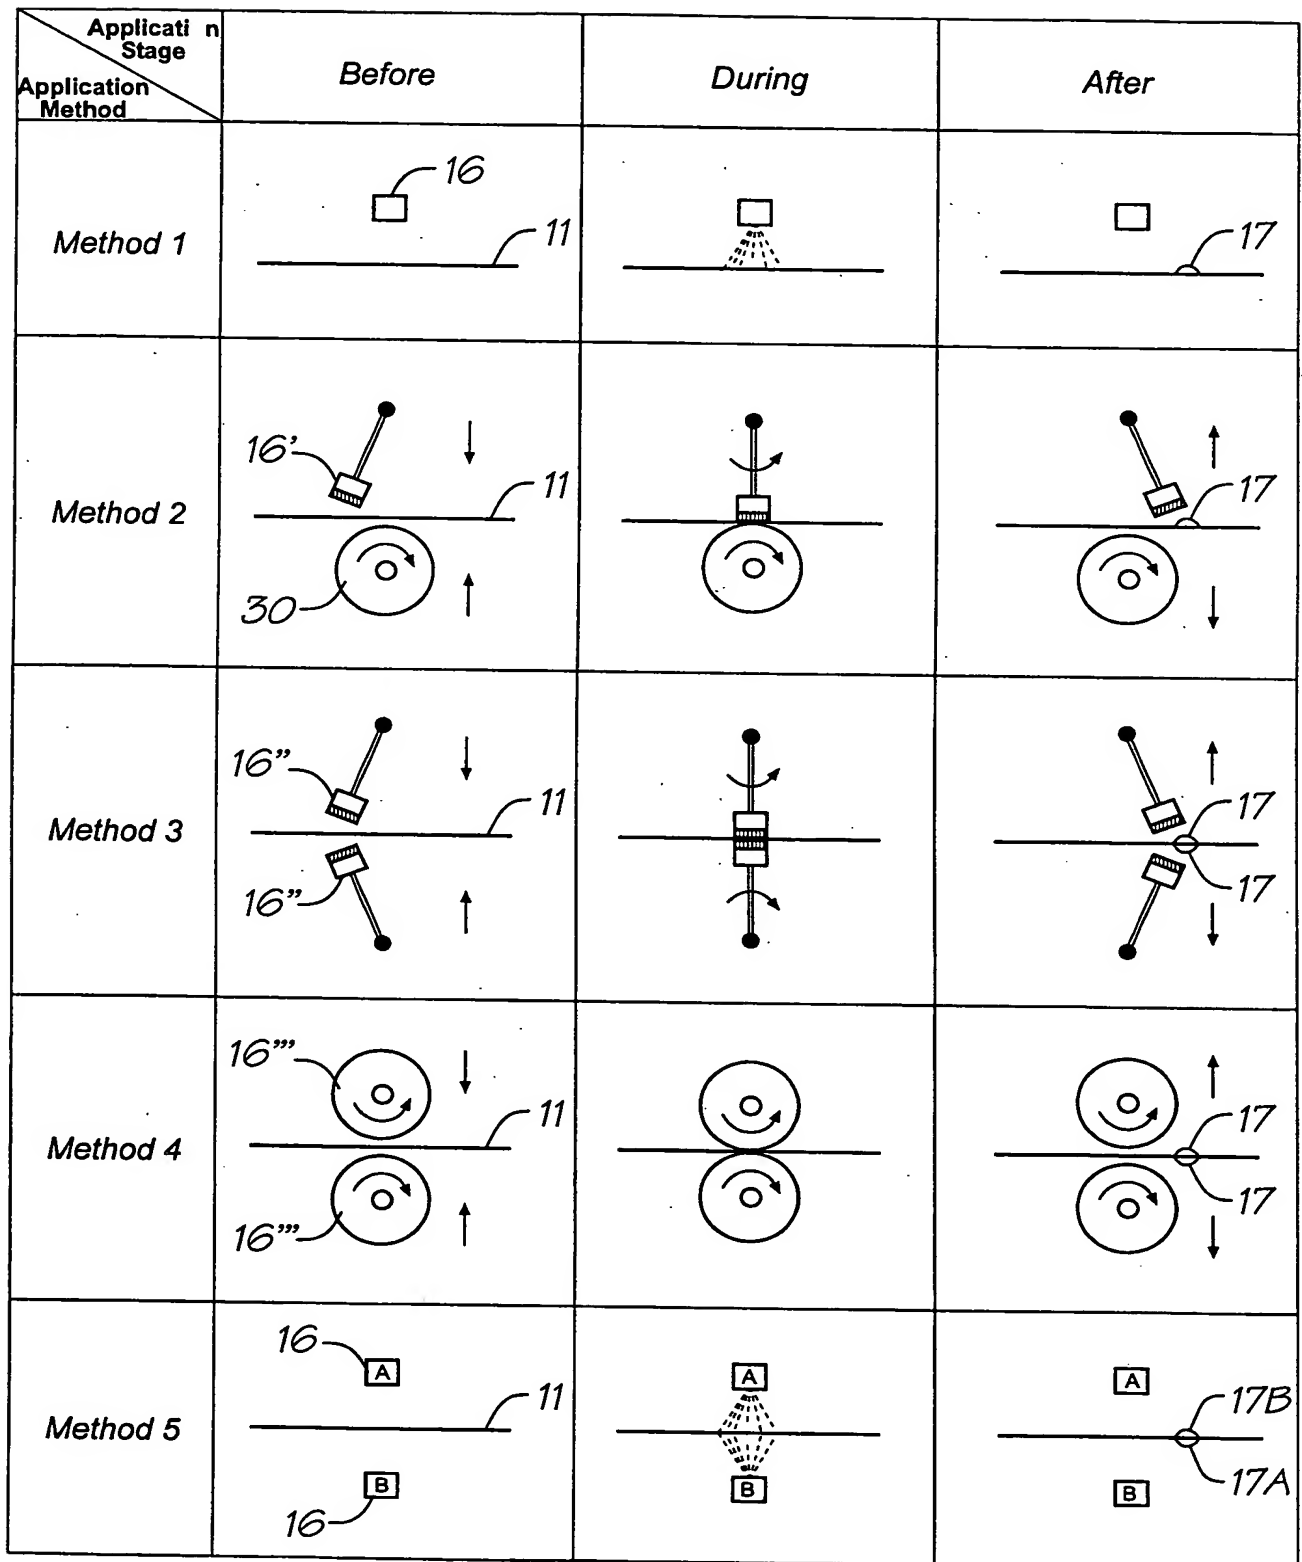 Applicati n
Stage
Application
Method
Before
During
After
Method 1
16
11
17
Method 2
16'
11
30
17
Method 3
16"
11
16"
17
17
Method 4
16'''
11
16'''
17
17
Method 5
16
A
11
B
16
A
B
A
17B
17A
B